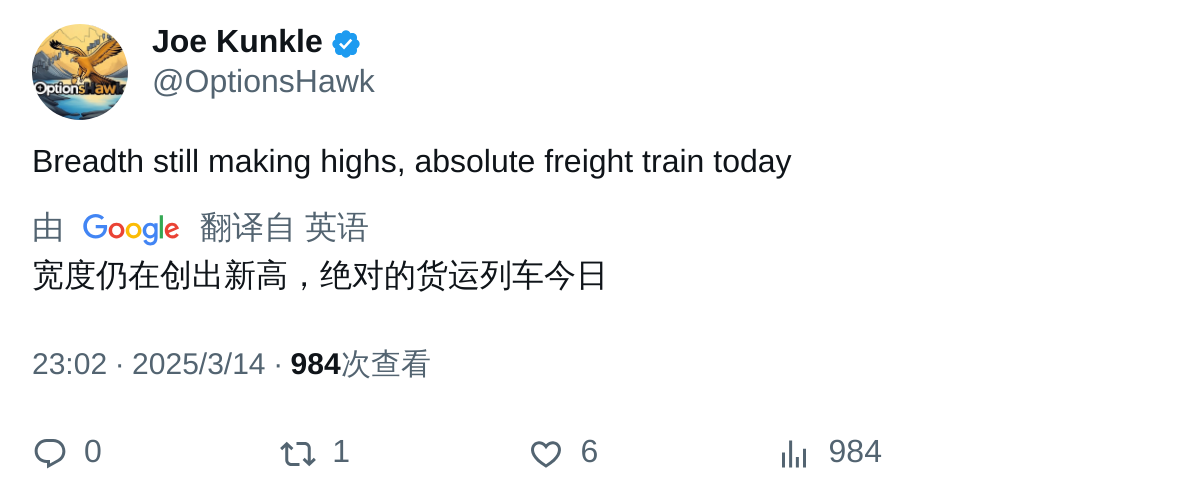 Joe Kunkle
@OptionsHawk
OptionsHawk
Breadth still making highs, absolute freight train today
由 Google 翻译自 英语
宽度仍在创出新高，绝对的货运列车今日
23:02 · 2025/3/14 · 984次查看
0 1 6 984